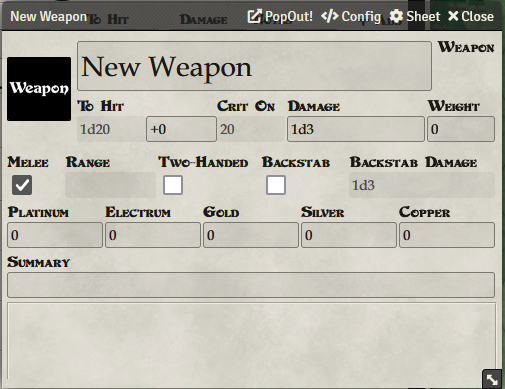 New Weapon PopOut! Config Sheet Close
To Hit Damage
Weapon New Weapon Weapon
To Hit Crit On Damage Weight
1d20 +0 20 1d3 0
Melee Range Two-Handed Backstab Backstab Damage
1d3
Platinum Electrum Gold Silver Copper
0 0 0 0 0
Summary